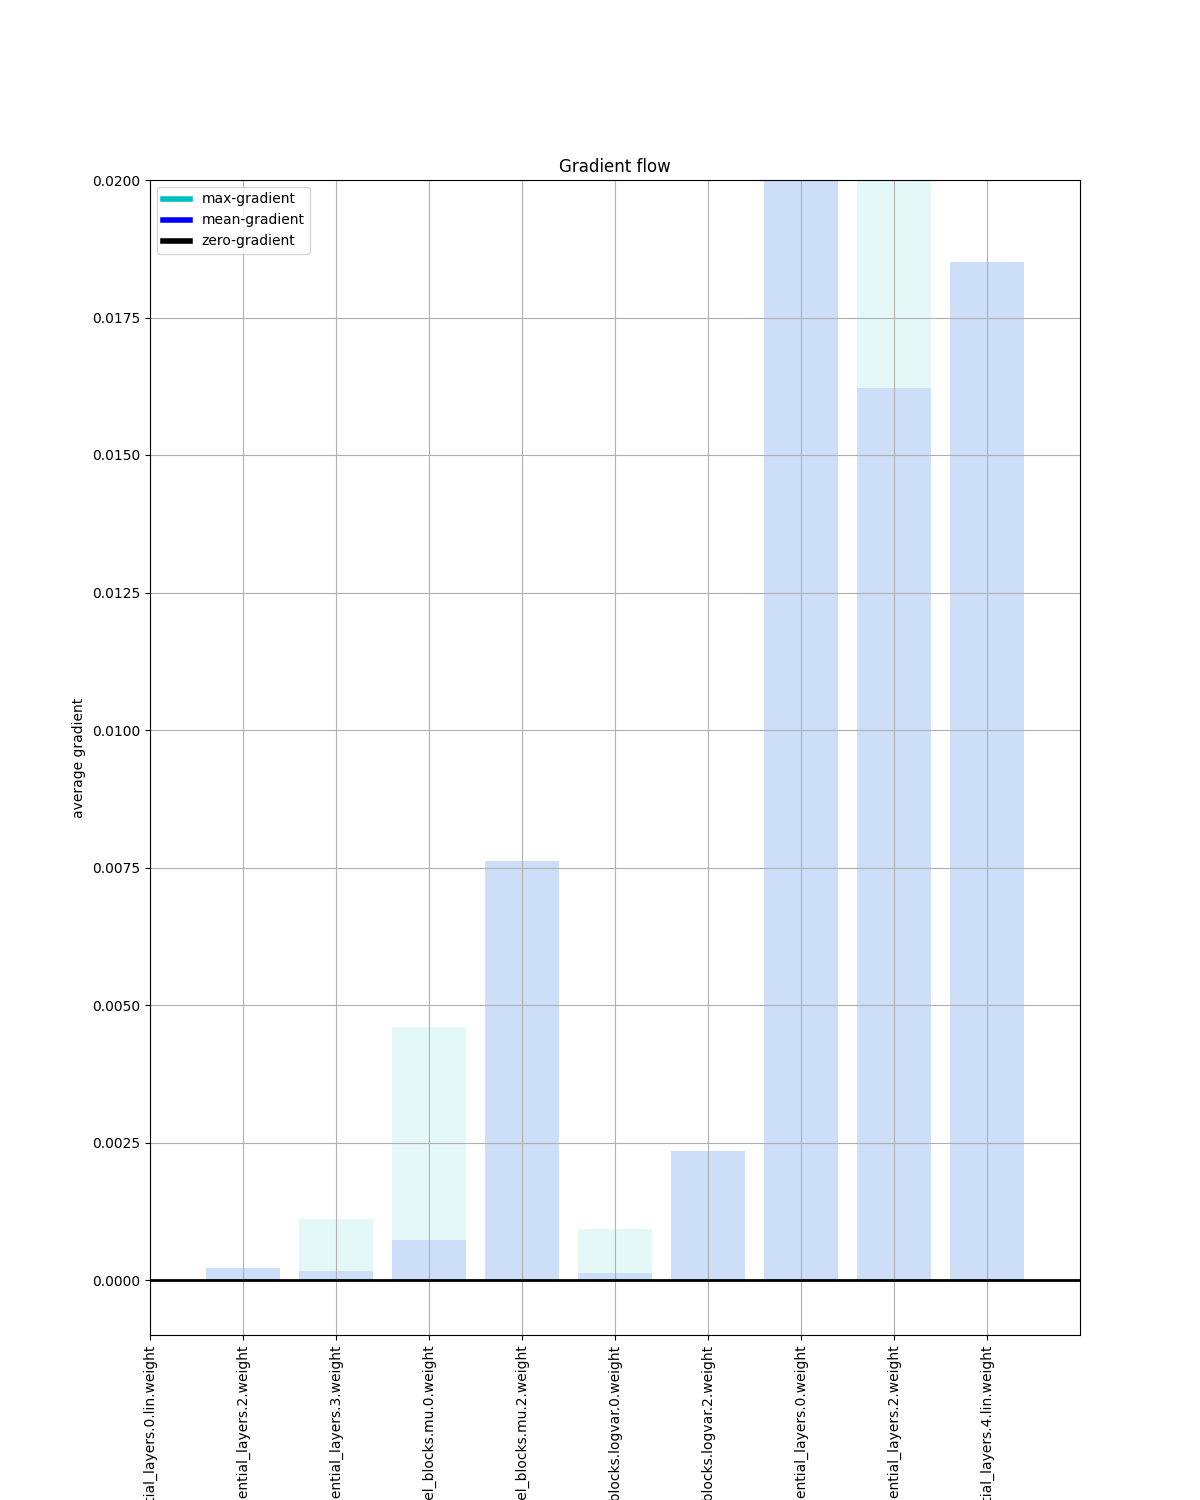 Gradient flow
max-gradient
mean-gradient
zero-gradient
0.0200
0.0175
0.0150
0.0125
0.0100
0.0075
0.0050
0.0025
0.0000
average gradient
tial_layers.0.lin.weight
ential_layers.2.weight
ential_layers.3.weight
el_blocks.mu.0.weight
el_blocks.mu.2.weight
blocks.logvar.0.weight
blocks.logvar.2.weight
ential_layers.0.weight
ential_layers.2.weight
tial_layers.4.lin.weight